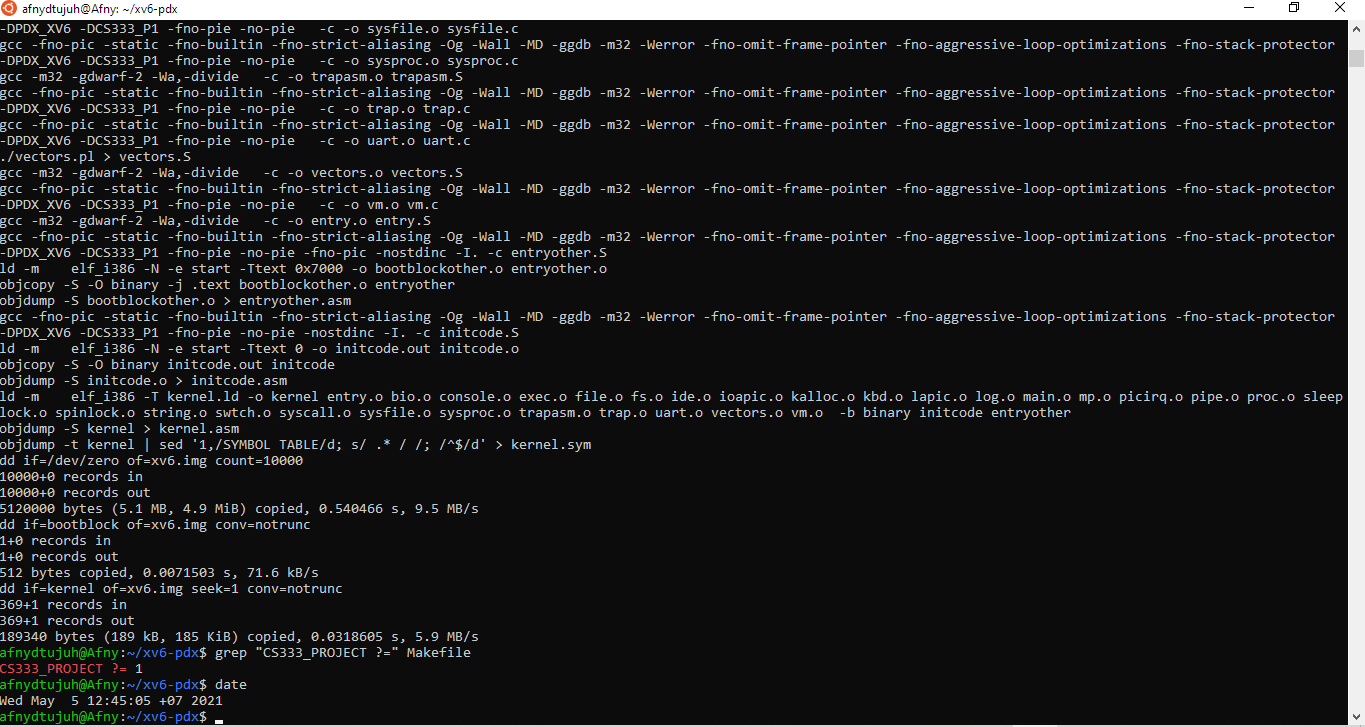 afnydtujuh@Afny: ~/xv6-pdx
-DPDX_XV6 -DCS333_P1 -fno-pie -no-pie   -c -o sysfile.o sysfile.c
gcc -fno-pic -static -fno-builtin -fno-strict-aliasing -Og -Wall -MD -ggdb -m32 -Werror -fno-omit-frame-pointer -fno-aggressive-loop-optimizations -fno-stack-protector
-DPDX_XV6 -DCS333_P1 -fno-pie -no-pie   -c -o sysproc.o sysproc.c
gcc -m32 -gdwarf-2 -Wa,-divide   -c -o trapasm.o trapasm.S
gcc -fno-pic -static -fno-builtin -fno-strict-aliasing -Og -Wall -MD -ggdb -m32 -Werror -fno-omit-frame-pointer -fno-aggressive-loop-optimizations -fno-stack-protector
-DPDX_XV6 -DCS333_P1 -fno-pie -no-pie   -c -o trap.o trap.c
gcc -fno-pic -static -fno-builtin -fno-strict-aliasing -Og -Wall -MD -ggdb -m32 -Werror -fno-omit-frame-pointer -fno-aggressive-loop-optimizations -fno-stack-protector
-DPDX_XV6 -DCS333_P1 -fno-pie -no-pie   -c -o uart.o uart.c
./vectors.pl > vectors.S
gcc -m32 -gdwarf-2 -Wa,-divide   -c -o vectors.o vectors.S
gcc -fno-pic -static -fno-builtin -fno-strict-aliasing -Og -Wall -MD -ggdb -m32 -Werror -fno-omit-frame-pointer -fno-aggressive-loop-optimizations -fno-stack-protector
-DPDX_XV6 -DCS333_P1 -fno-pie -no-pie   -c -o vm.o vm.c
gcc -m32 -gdwarf-2 -Wa,-divide   -c -o entry.o entry.S
gcc -fno-pic -static -fno-builtin -fno-strict-aliasing -Og -Wall -MD -ggdb -m32 -Werror -fno-omit-frame-pointer -fno-aggressive-loop-optimizations -fno-stack-protector
-DPDX_XV6 -DCS333_P1 -fno-pie -no-pie -fno-pic -nostdinc -I. -c entryother.S
ld -m    elf_i386 -N -e start -Ttext 0x7000 -o bootblockother.o entryother.o
objcopy -S -O binary -j .text bootblockother.o entryother
objdump -S bootblockother.o > entryother.asm
gcc -fno-pic -static -fno-builtin -fno-strict-aliasing -Og -Wall -MD -ggdb -m32 -Werror -fno-omit-frame-pointer -fno-aggressive-loop-optimizations -fno-stack-protector
-DPDX_XV6 -DCS333_P1 -fno-pie -no-pie -nostdinc -I. -c initcode.S
ld -m    elf_i386 -N -e start -Ttext 0 -o initcode.out initcode.o
objcopy -S -O binary initcode.out initcode
objdump -S initcode.o > initcode.asm
ld -m    elf_i386 -T kernel.ld -o kernel entry.o bio.o console.o exec.o file.o fs.o ide.o ioapic.o kalloc.o kbd.o lapic.o log.o main.o mp.o picirq.o pipe.o proc.o sleep
lock.o spinlock.o string.o swtch.o syscall.o sysfile.o sysproc.o trapasm.o trap.o uart.o vectors.o vm.o  -b binary initcode entryother
objdump -S kernel > kernel.asm
objdump -t kernel | sed '1,/SYMBOL TABLE/d; s/ .* / /; /^$/d' > kernel.sym
dd if=/dev/zero of=xv6.img count=10000
10000+0 records in
10000+0 records out
5120000 bytes (5.1 MB, 4.9 MiB) copied, 0.540466 s, 9.5 MB/s
dd if=bootblock of=xv6.img conv=notrunc
1+0 records in
1+0 records out
512 bytes copied, 0.0071503 s, 71.6 kB/s
dd if=kernel of=xv6.img seek=1 conv=notrunc
369+1 records in
369+1 records out
189340 bytes (189 kB, 185 KiB) copied, 0.0318605 s, 5.9 MB/s
afnydtujuh@Afny:~/xv6-pdx$ grep "CS333_PROJECT ?=" Makefile
CS333_PROJECT ?= 1
afnydtujuh@Afny:~/xv6-pdx$ date
Wed May  5 12:45:05 +07 2021
afnydtujuh@Afny:~/xv6-pdx$